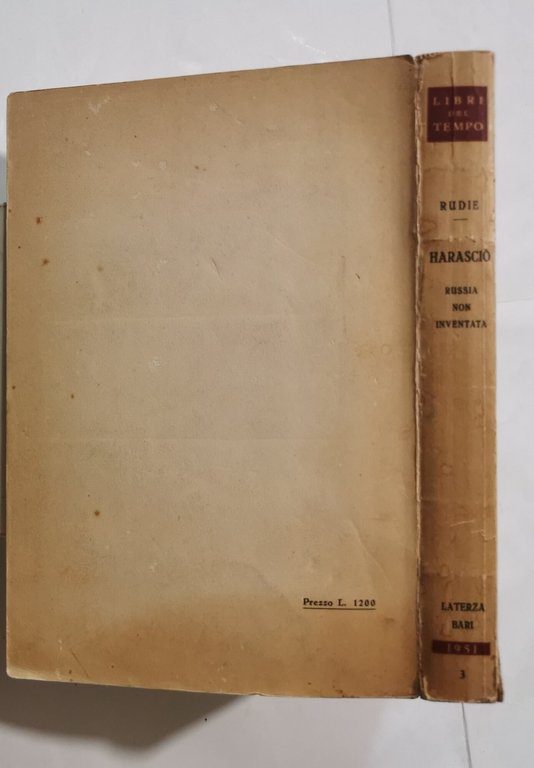 LIBRI
DEL
TEMPO
RUDIE
HARASCIÒ
RUSSIA
NON
INVENTATA
LATERZA
BARI
1951
3
Prezzo L. 1200